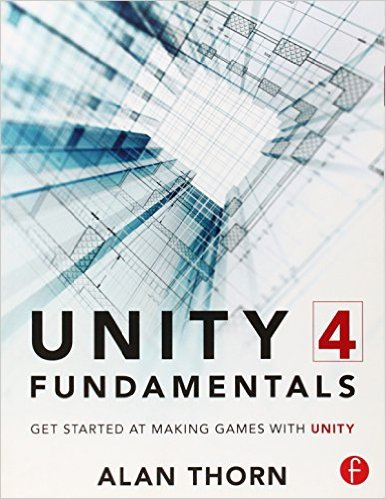 UNITY 4
FUNDAMENTALS
GET STARTED AT MAKING GAMES WITH UNITY
ALAN THORN
f